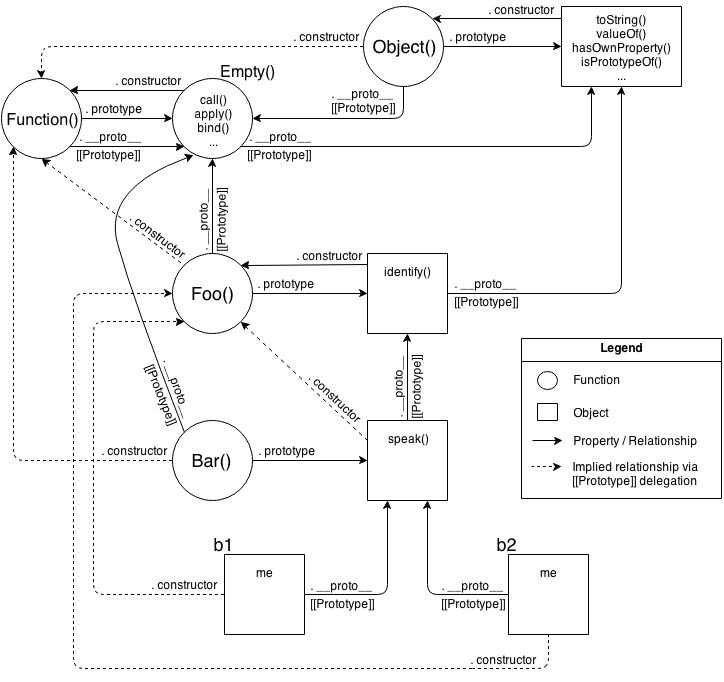 . constructor
toString()
valueOf()
hasOwnProperty()
isPrototypeOf()
...
. constructor
Object()
. prototype
Empty()
. constructor
. __proto__
[[Prototype]]
Function()
. prototype
call()
apply()
bind()
...
. __proto__
[[Prototype]]
. __proto__
[[Prototype]]
. __proto__
[[Prototype]]
. constructor
. constructor
Foo()
. prototype
identify()
. __proto__
[[Prototype]]
Legend
Function
Object
Property / Relationship
Implied relationship via
[[Prototype]] delegation
. __proto__
[[Prototype]]
. __proto__
[[Prototype]]
. constructor
. constructor
Bar()
. prototype
speak()
b1
b2
me
me
. constructor
. __proto__
[[Prototype]]
. __proto__
[[Prototype]]
. constructor